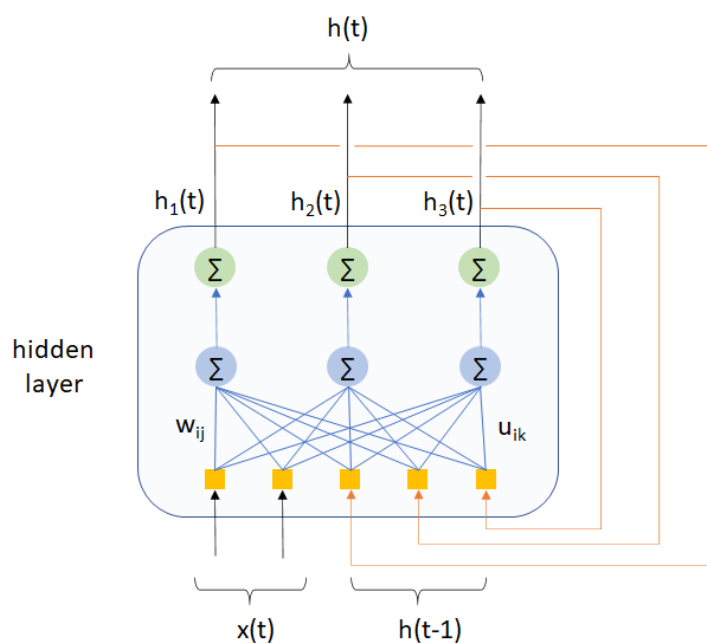 h(t)
h₁(t) h₂(t) h₃(t)
∑ ∑ ∑
hidden
layer
∑ ∑ ∑
wᵢⱼ uᵢₖ
x(t) h(t-1)